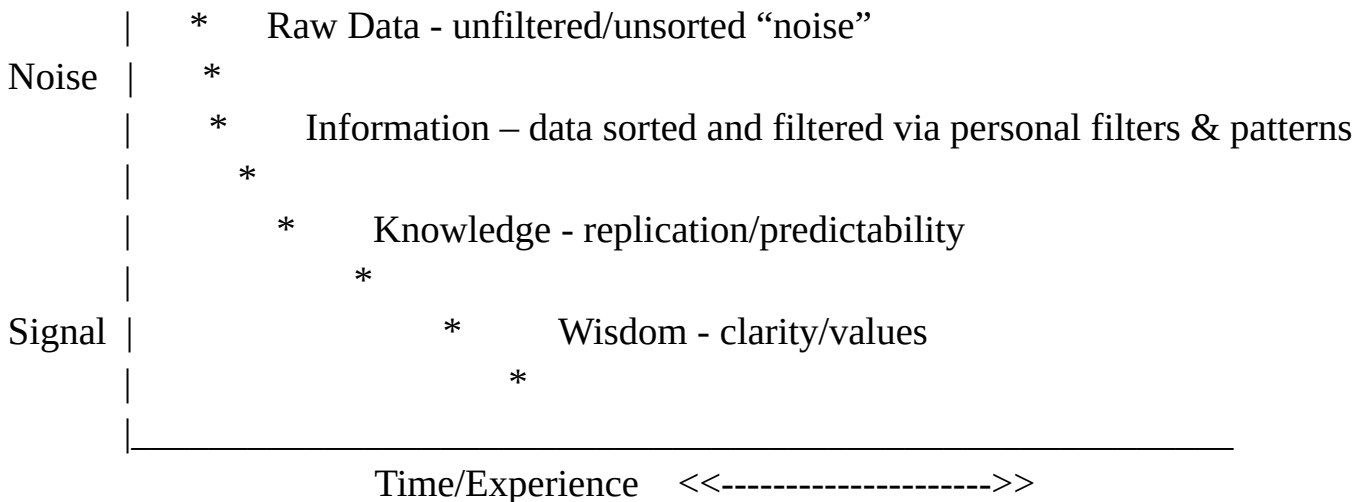 | * Raw Data - unfiltered/unsorted “noise”
Noise | *
| * Information – data sorted and filtered via personal filters & patterns
| *
| * Knowledge - replication/predictability
| *
Signal | * Wisdom - clarity/values
| *
|
Time/Experience <<--------------------->>